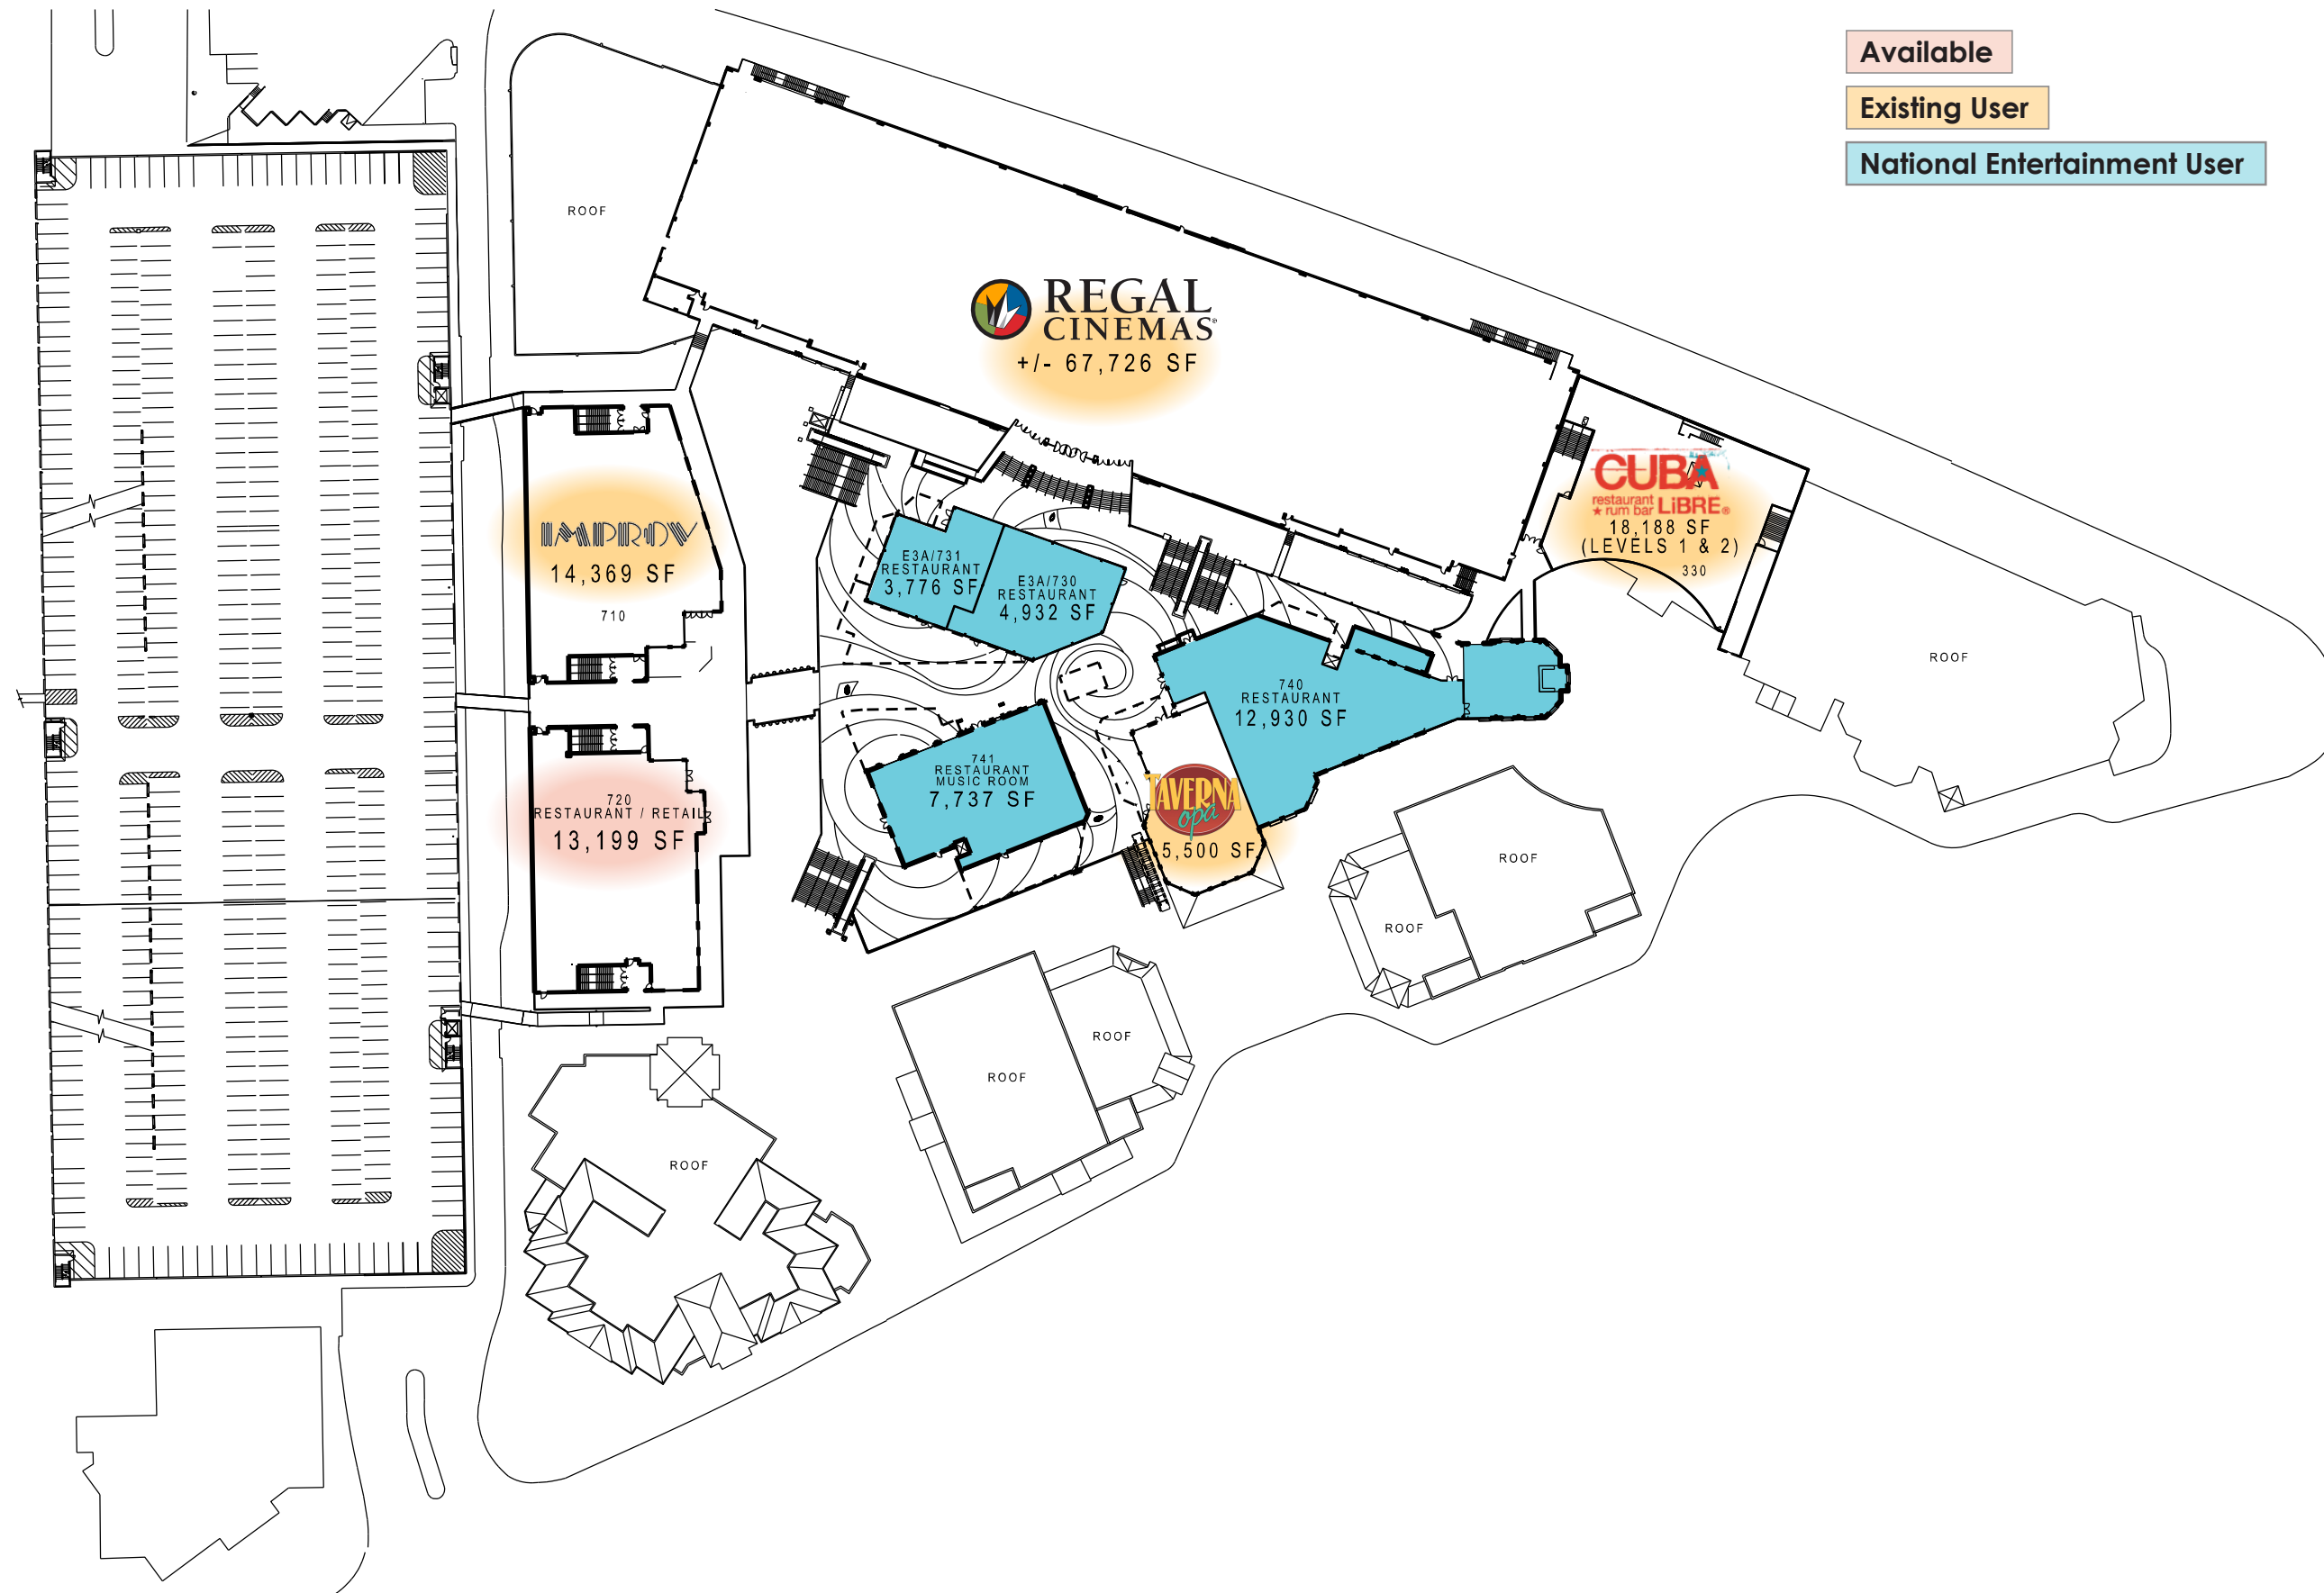 Available
Existing User
National Entertainment User
ROOF
REGAL
CINEMAS
+/- 67,726 SF
CUBA
restaurant
★ rum bar LiBRE®
18,188 SF
(LEVELS 1 & 2)
330
IMPROV
14,369 SF
710
E3A/731
RESTAURANT
3,776 SF
E3A/730
RESTAURANT
4,932 SF
ROOF
740
RESTAURANT
12,930 SF
741
RESTAURANT
MUSIC ROOM
7,737 SF
TAVERNA
opa
5,500 SF
720
RESTAURANT / RETAIL
13,199 SF
ROOF
ROOF
ROOF
ROOF
ROOF